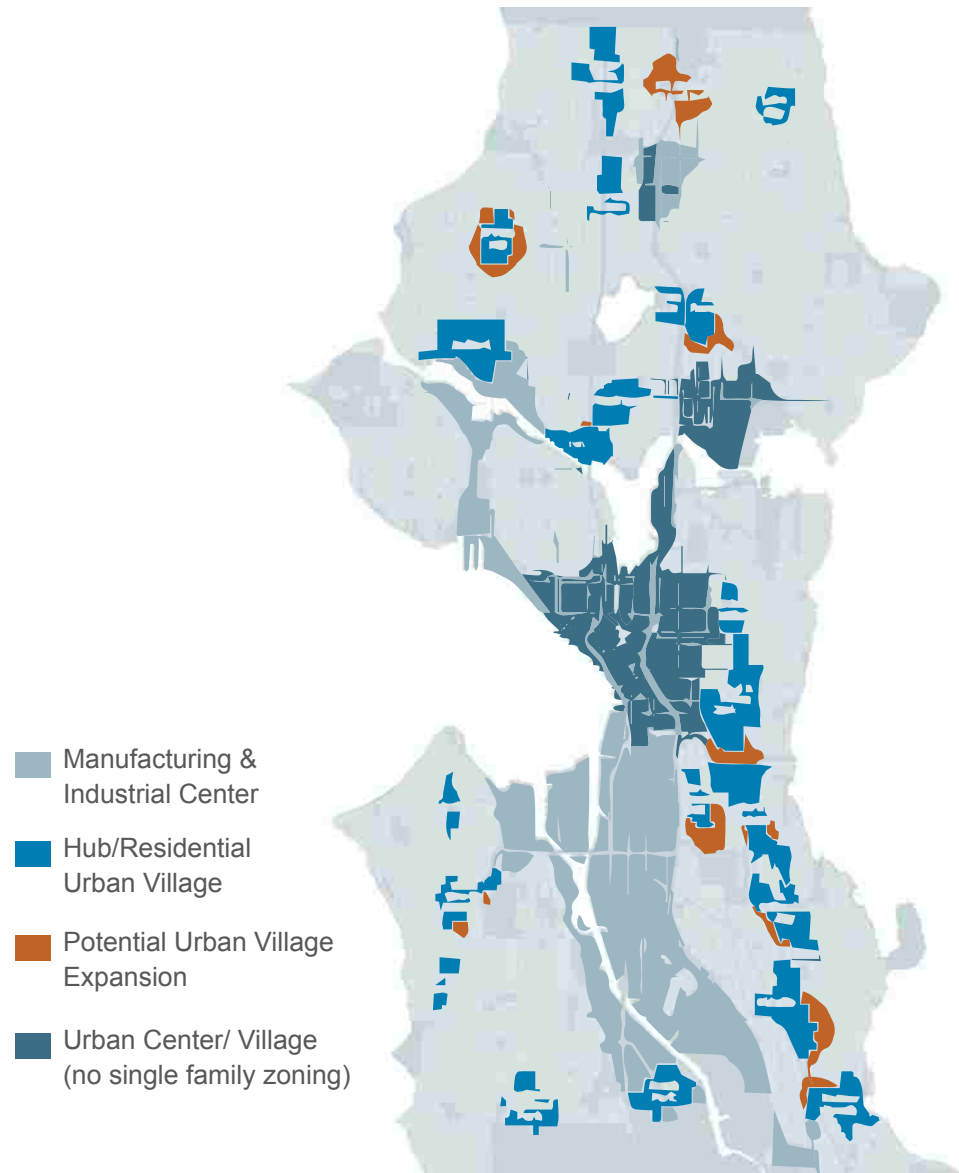 Manufacturing &
Industrial Center
Hub/Residential
Urban Village
Potential Urban Village
Expansion
Urban Center/ Village
(no single family zoning)